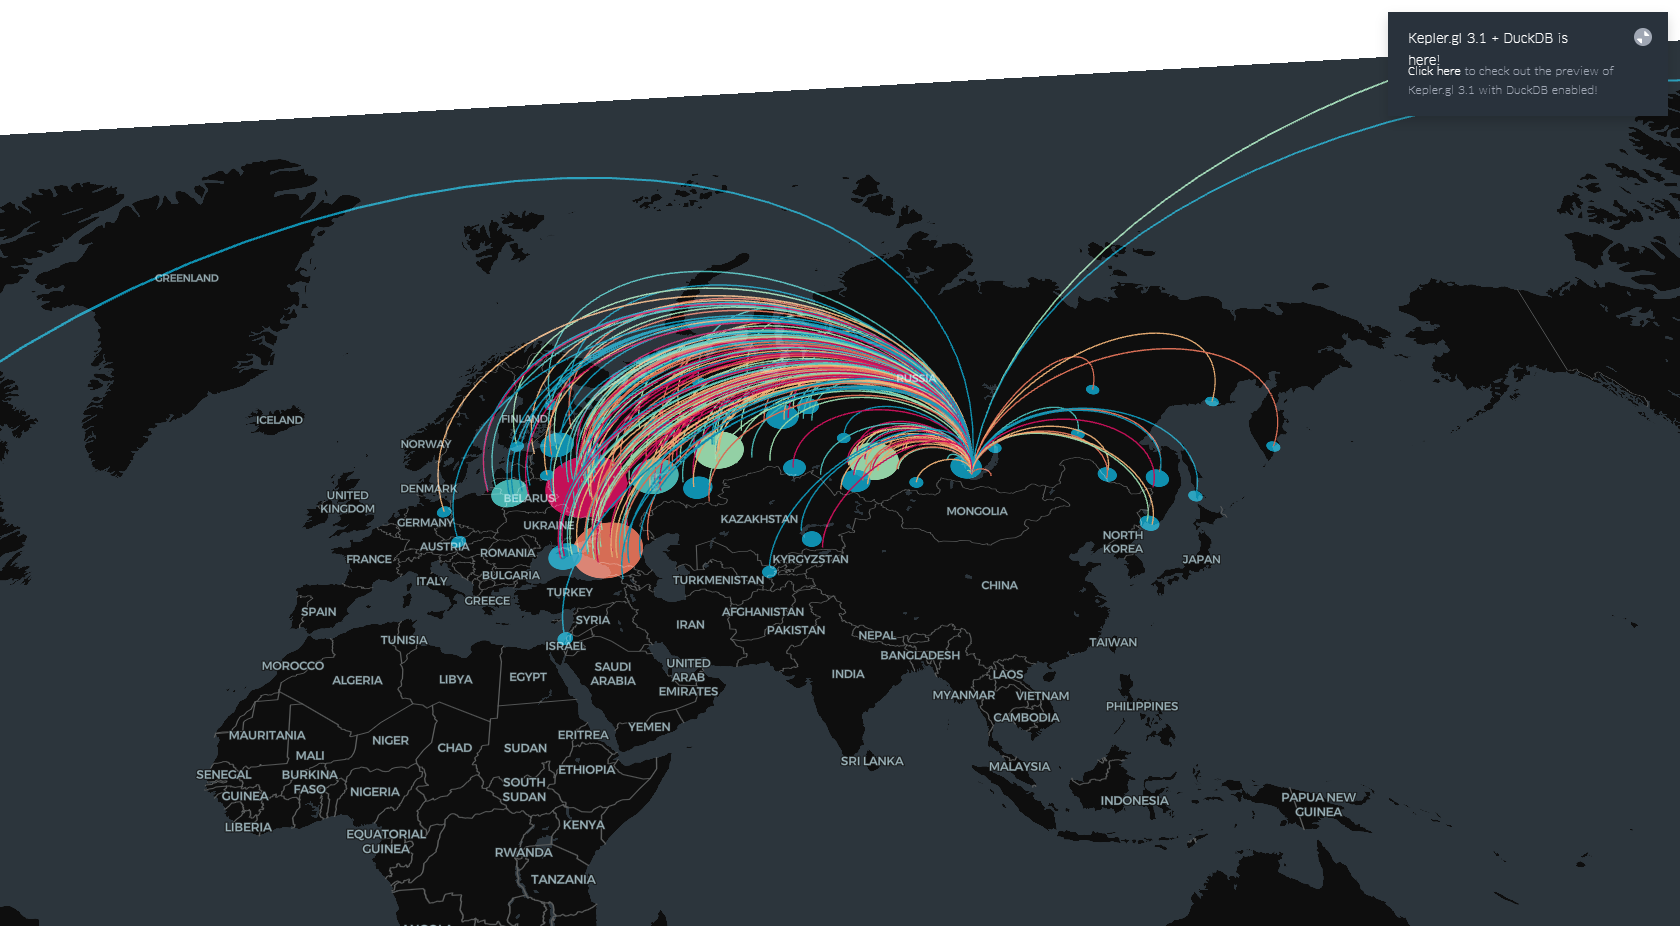 Kepler.gl 3.1 + DuckDB is
here!
Click here to check out the preview of
Kepler.gl 3.1 with DuckDB enabled!
GREENLAND
RUSSIA
ICELAND
FINLAND
NORWAY
DENMARK
UNITED
KINGDOM
BELARUS
GERMANY
UKRAINE
KAZAKHSTAN
MONGOLIA
AUSTRIA
ROMANIA
FRANCE
KYRGYZSTAN
NORTH
KOREA
JAPAN
ITALY
BULGARIA
TURKMENISTAN
CHINA
TURKEY
GREECE
SPAIN
SYRIA
IRAN
AFGHANISTAN
PAKISTAN
NEPAL
TAIWAN
TUNISIA
ISRAEL
BANGLADESH
MOROCCO
ALGERIA
LIBYA
EGYPT
SAUDI
ARABIA
UNITED
ARAB
EMIRATES
INDIA
LAOS
MYANMAR
VIETNAM
PHILIPPINES
CAMBODIA
MAURITANIA
MALI
NIGER
CHAD
SUDAN
ERITREA
YEMEN
SRI LANKA
MALAYSIA
SENEGAL
BURKINA
FASO
ETHIOPIA
GUINEA
NIGERIA
SOUTH
SUDAN
INDONESIA
PAPUA NEW
GUINEA
LIBERIA
EQUATORIAL
GUINEA
KENYA
RWANDA
TANZANIA